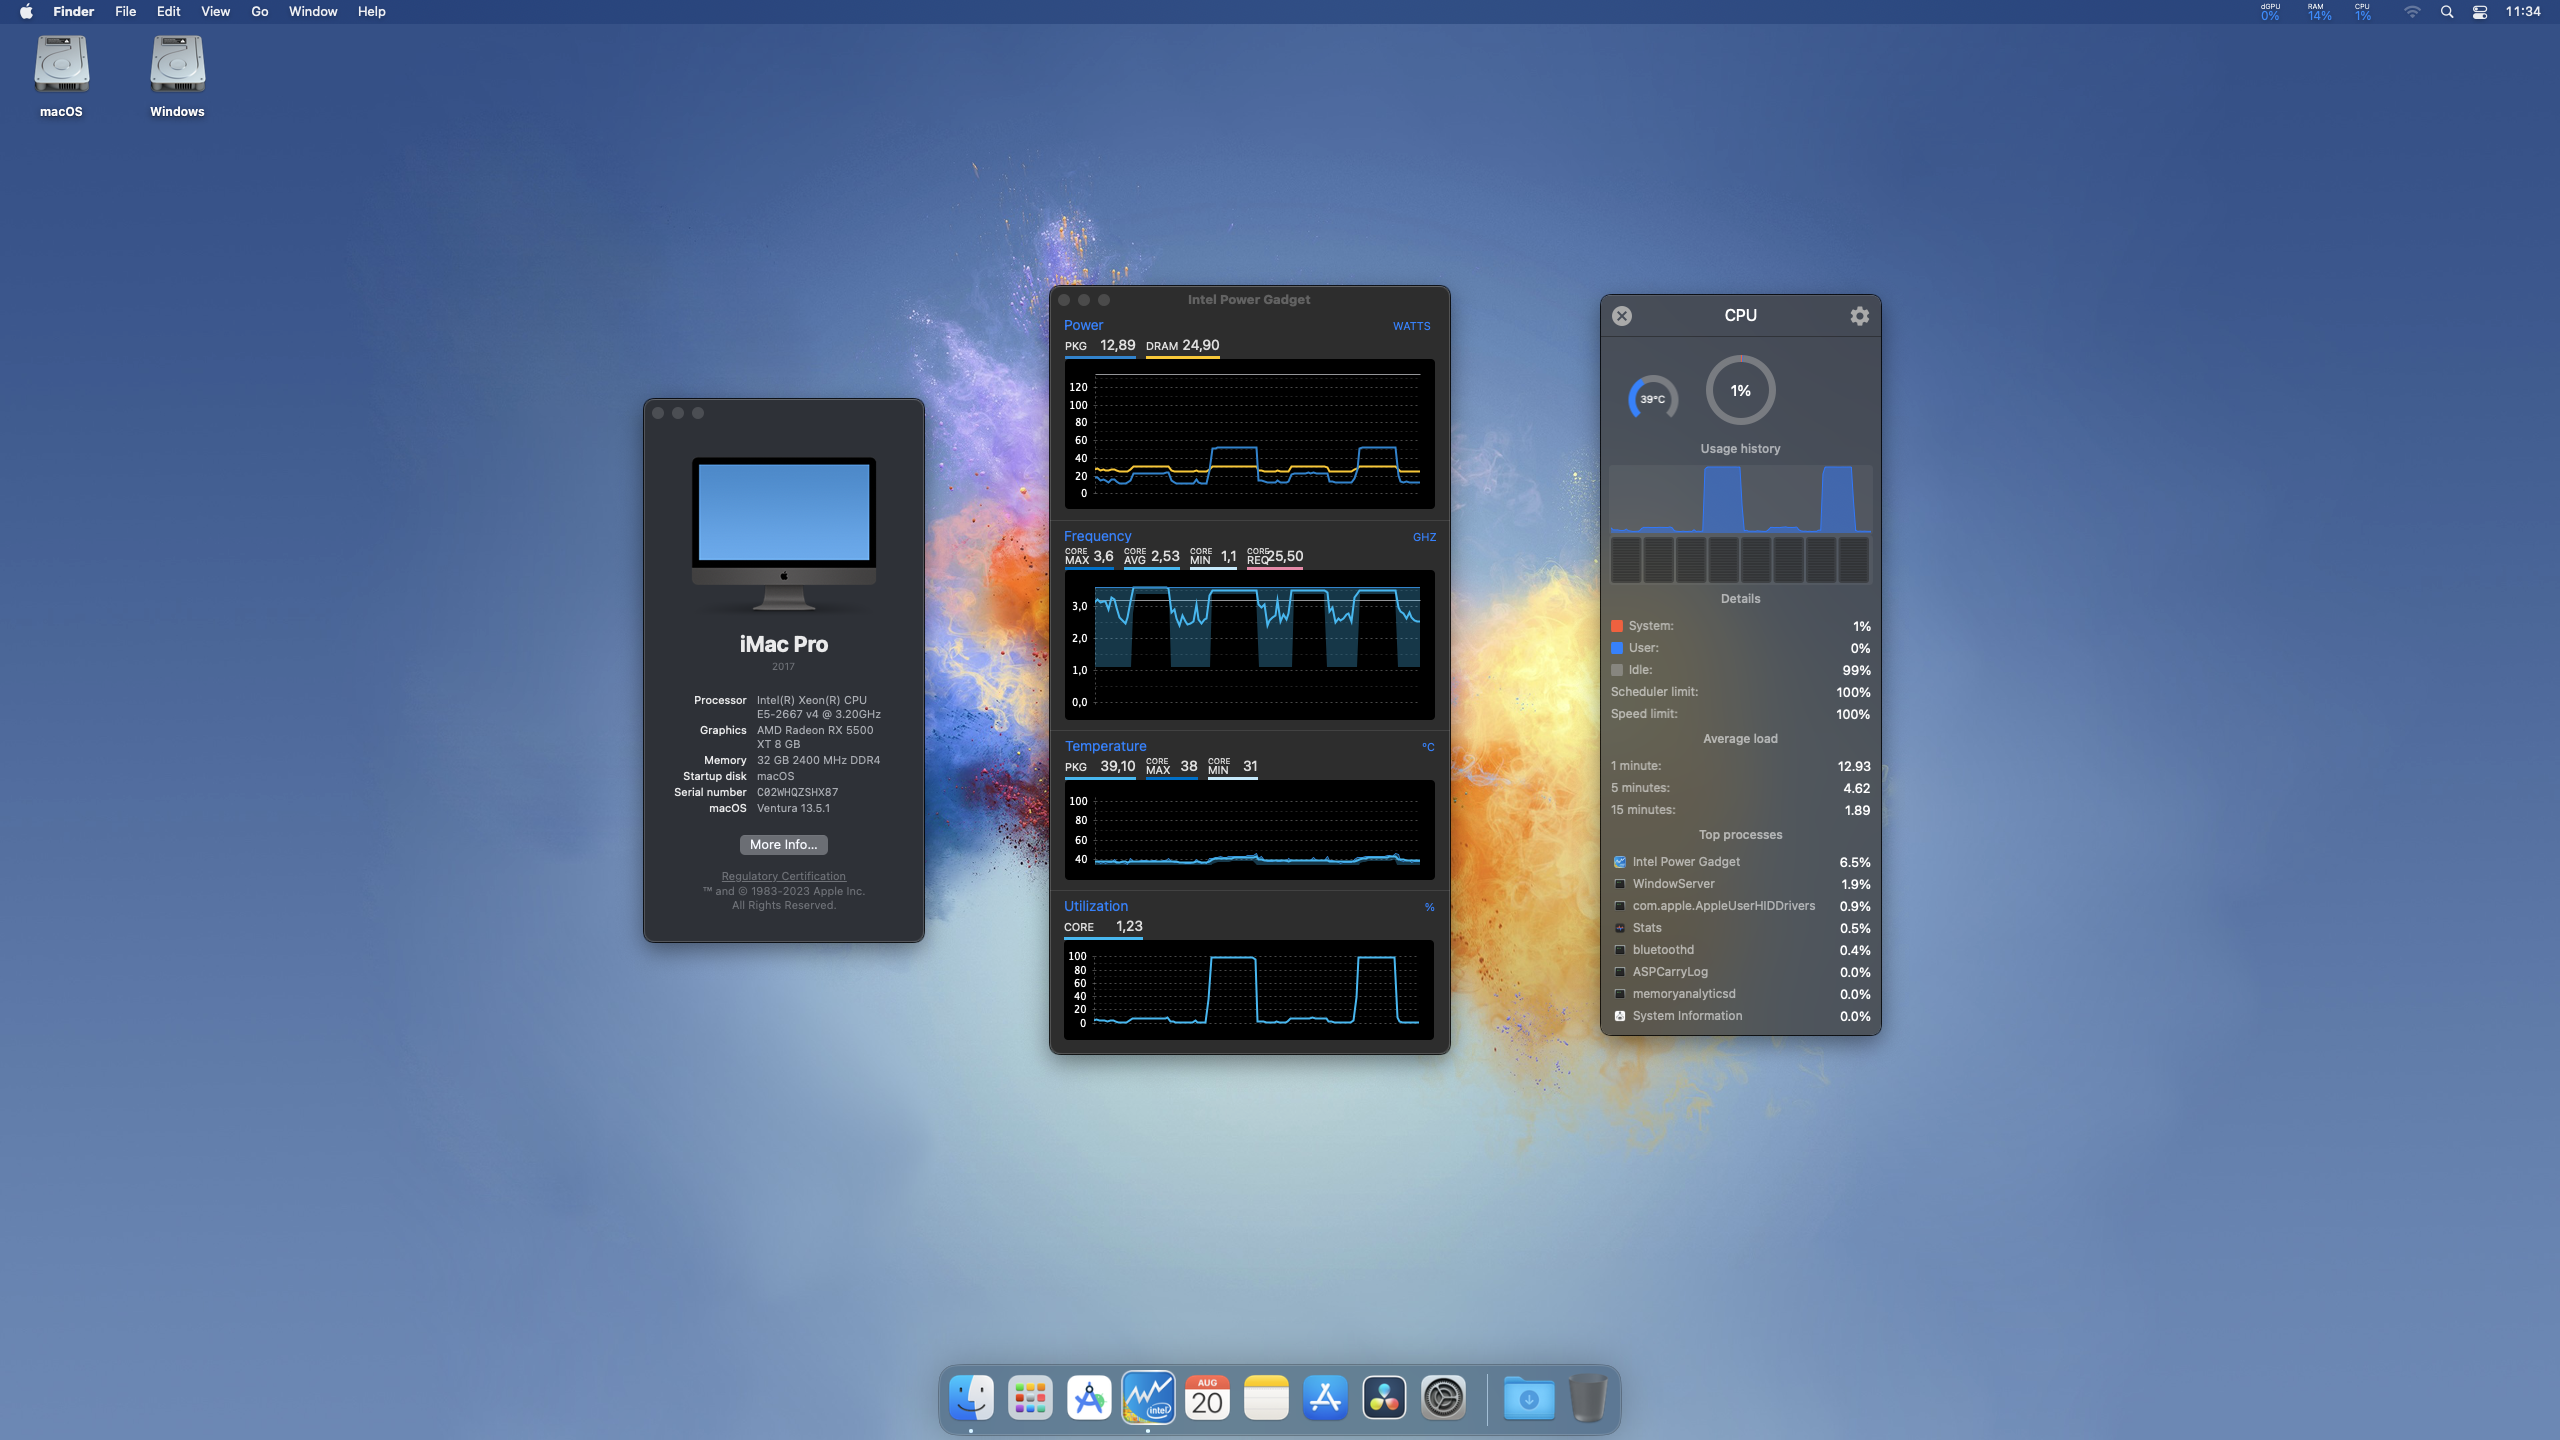 Finder File Edit View Go Window Help
dGPU 0%
RAM 14%
CPU 1%
11:34
macOS
Windows
iMac Pro
2017
Processor Intel(R) Xeon(R) CPU
E5-2667 v4 @ 3.20GHz
Graphics AMD Radeon RX 5500
XT 8 GB
Memory 32 GB 2400 MHz DDR4
Startup disk macOS
Serial number C02WHQZSHX87
macOS Ventura 13.5.1
More Info...
Regulatory Certification
™ and © 1983-2023 Apple Inc.
All Rights Reserved.
Intel Power Gadget
Power WATTS
PKG 12,89 DRAM 24,90
120
100
80
60
40
20
0
Frequency GHZ
CORE MAX 3,6 CORE AVG 2,53 CORE MIN 1,1 CORE REQ 25,50
3,0
2,0
1,0
0,0
Temperature °C
PKG 39,10 CORE MAX 38 CORE MIN 31
100
80
60
40
Utilization %
CORE 1,23
100
80
60
40
20
0
CPU
39°C
1%
Usage history
Details
System: 1%
User: 0%
Idle: 99%
Scheduler limit: 100%
Speed limit: 100%
Average load
1 minute: 12.93
5 minutes: 4.62
15 minutes: 1.89
Top processes
Intel Power Gadget 6.5%
WindowServer 1.9%
com.apple.AppleUserHIDDrivers 0.9%
Stats 0.5%
bluetoothd 0.4%
ASPCarryLog 0.0%
memoryanalyticsd 0.0%
System Information 0.0%
intel
AUG
20